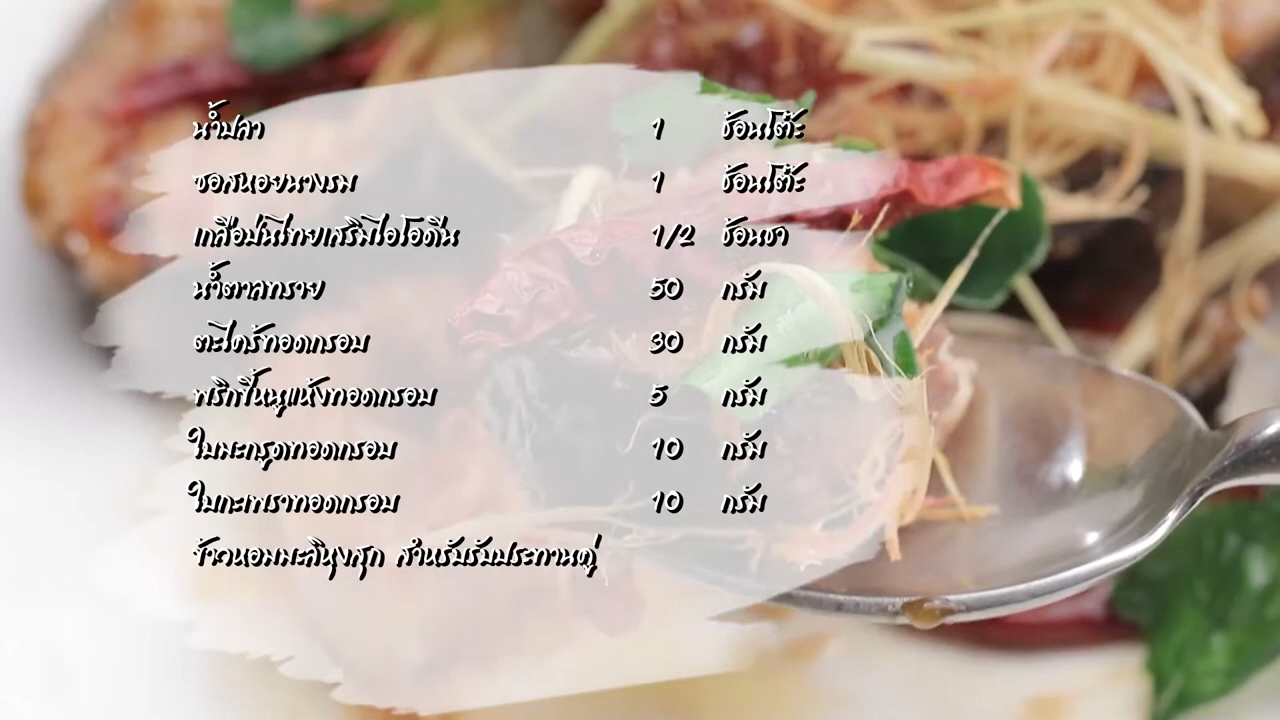 น้ำปลา 1 ช้อนโต๊ะ
ซอสหอยนางรม 1 ช้อนโต๊ะ
เกลือป่นไทยเสริมไอโอดีน 1/2 ช้อนชา
น้ำตาลทราย 50 กรัม
ตะไคร้ทอดกรอบ 30 กรัม
พริกขี้หนูแห้งทอดกรอบ 5 กรัม
ใบมะกรูดทอดกรอบ 10 กรัม
ใบกะเพราทอดกรอบ 10 กรัม
ข้าวหอมมะลิหุงสุก สำหรับรับประทานคู่